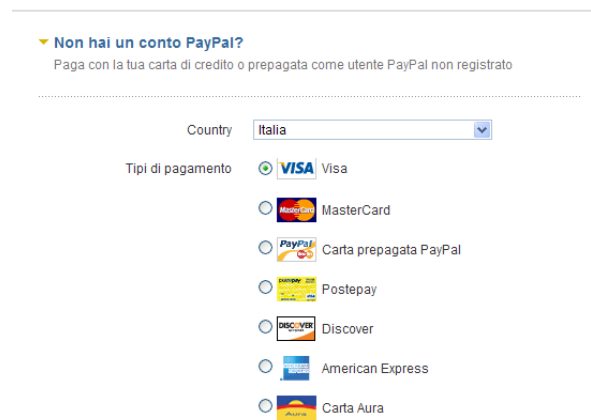 Non hai un conto PayPal?
Paga con la tua carta di credito o prepagata come utente PayPal non registrato
Country Italia
Tipi di pagamento VISA Visa
MasterCard MasterCard
PayPal Carta prepagata PayPal
postepay Postepay
DISCOVER Discover
American Express
Aura Carta Aura